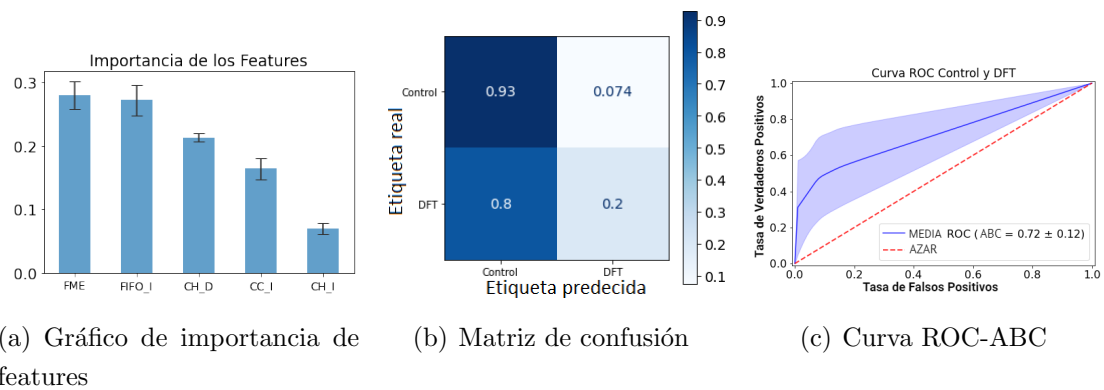 Importancia de los Features
0.3
0.2
0.1
0.0
FME FIFO_I CH_D CC_I CH_I
(a) Gráfico de importancia de
features
Etiqueta real
Control
DFT
0.93 0.074
0.8 0.2
Control DFT
Etiqueta predecida
0.9
0.8
0.7
0.6
0.5
0.4
0.3
0.2
0.1
(b) Matriz de confusión
Curva ROC Control y DFT
Tasa de Verdaderos Positivos
1.0
0.8
0.6
0.4
0.2
0.0
MEDIA ROC (ABC = 0.72 ± 0.12)
AZAR
0.0 0.2 0.4 0.6 0.8 1.0
Tasa de Falsos Positivos
(c) Curva ROC-ABC